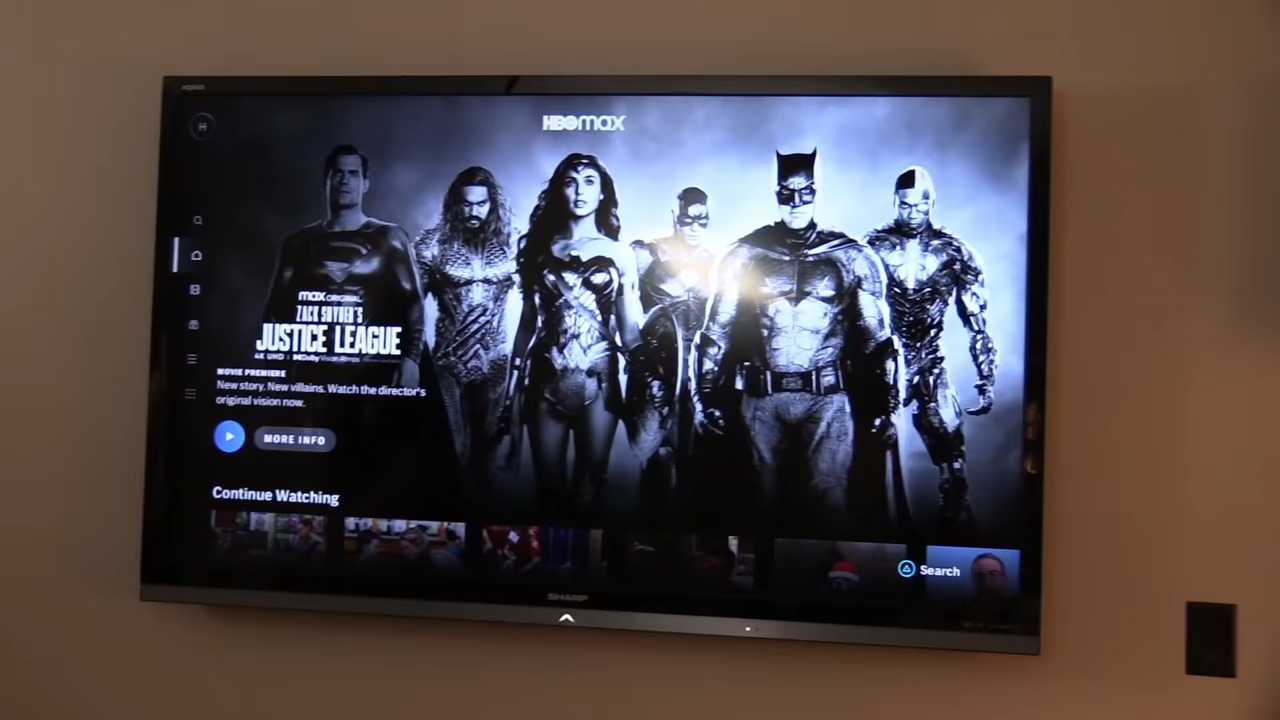 AQUOS
H
HBOmax
max ORIGINAL
ZACK SNYDER'S
JUSTICE LEAGUE
4K UHD | Dolby Vision·Atmos
MOVIE PREMIERE
New story. New villains. Watch the director's
original vision now.
MORE INFO
Continue Watching
Search
SHARP